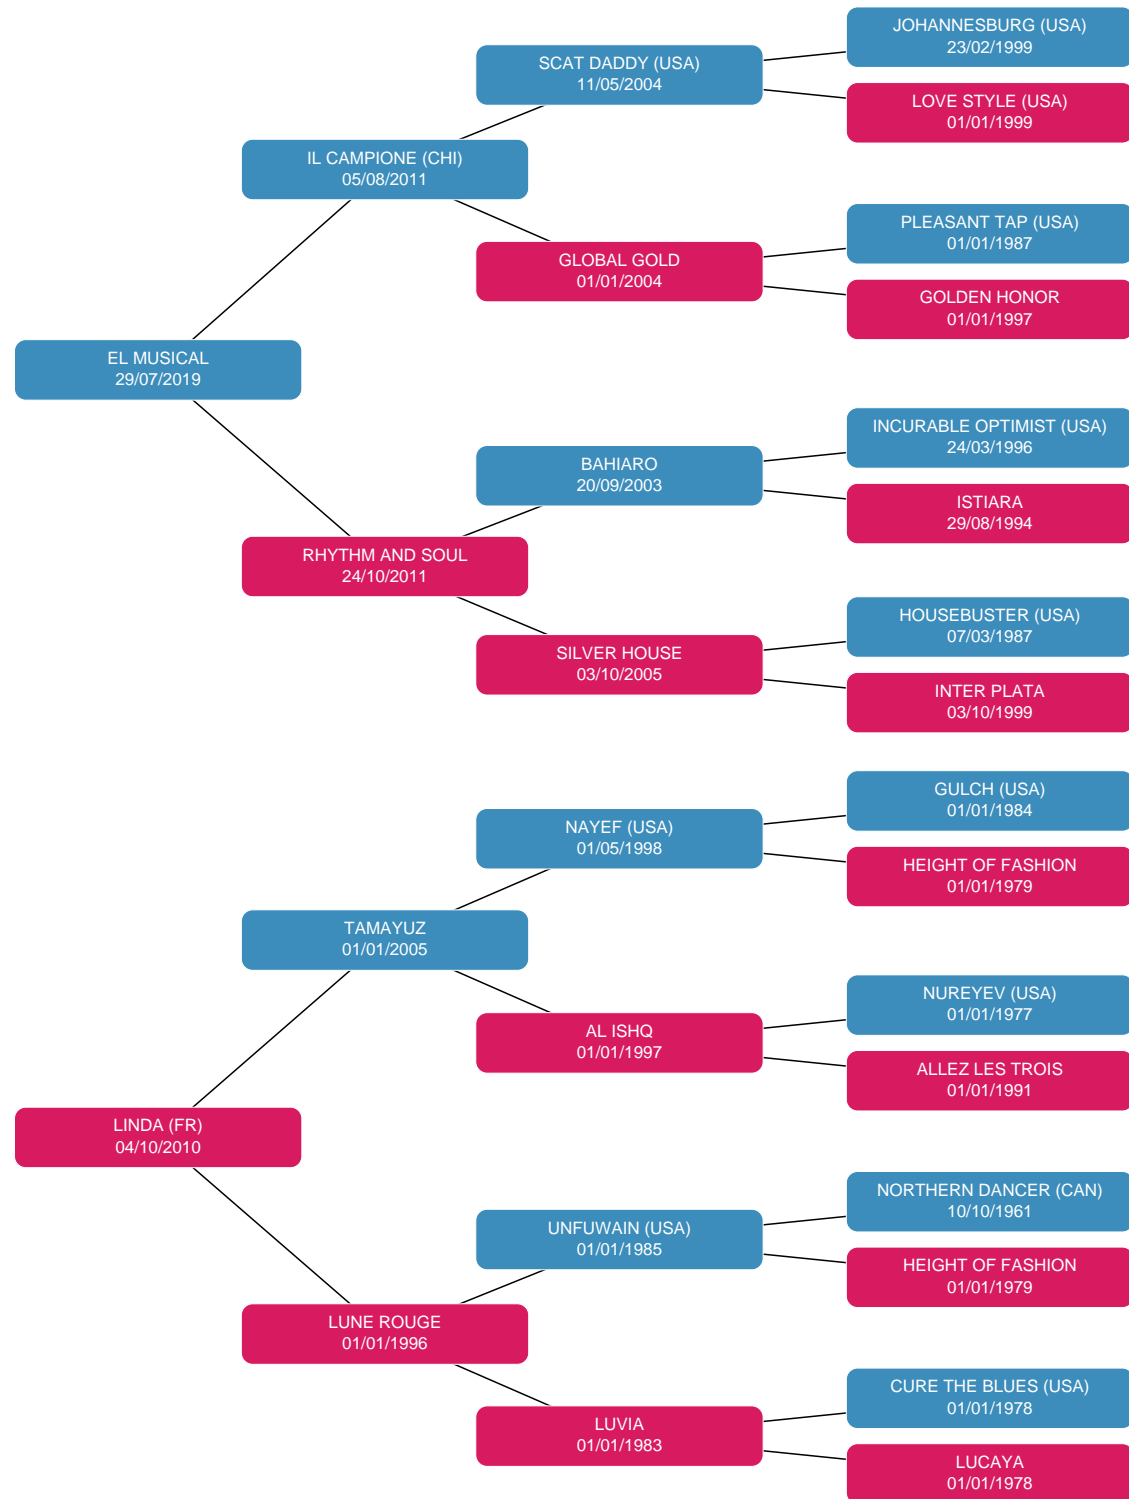 JOHANNESBURG (USA)
23/02/1999
SCAT DADDY (USA)
11/05/2004
LOVE STYLE (USA)
01/01/1999
IL CAMPIONE (CHI)
05/08/2011
PLEASANT TAP (USA)
01/01/1987
GLOBAL GOLD
01/01/2004
GOLDEN HONOR
01/01/1997
EL MUSICAL
29/07/2019
INCURABLE OPTIMIST (USA)
24/03/1996
BAHIARO
20/09/2003
ISTIARA
29/08/1994
RHYTHM AND SOUL
24/10/2011
HOUSEBUSTER (USA)
07/03/1987
SILVER HOUSE
03/10/2005
INTER PLATA
03/10/1999
GULCH (USA)
01/01/1984
NAYEF (USA)
01/05/1998
HEIGHT OF FASHION
01/01/1979
TAMAYUZ
01/01/2005
NUREYEV (USA)
01/01/1977
AL ISHQ
01/01/1997
ALLEZ LES TROIS
01/01/1991
LINDA (FR)
04/10/2010
NORTHERN DANCER (CAN)
10/10/1961
UNFUWAIN (USA)
01/01/1985
HEIGHT OF FASHION
01/01/1979
LUNE ROUGE
01/01/1996
CURE THE BLUES (USA)
01/01/1978
LUVIA
01/01/1983
LUCAYA
01/01/1978